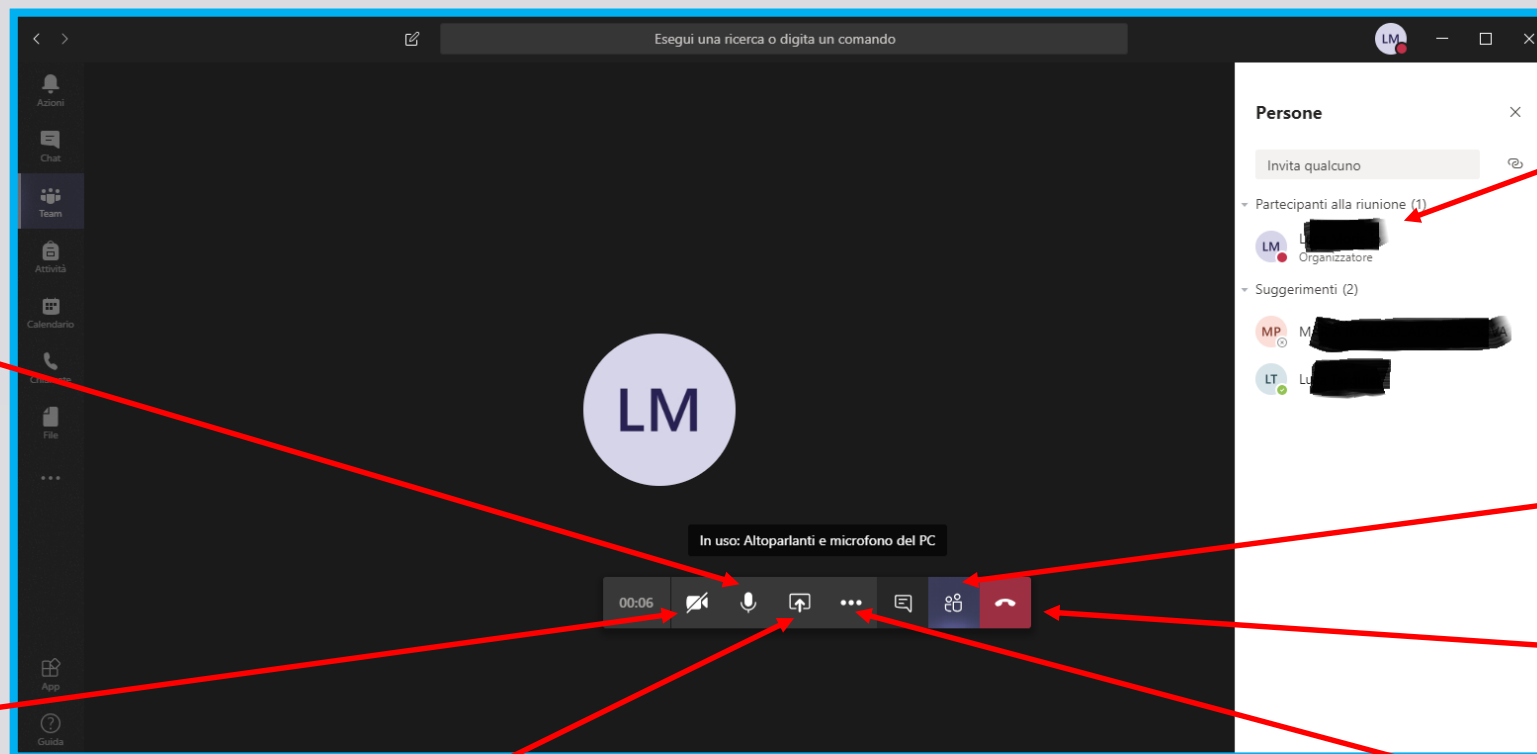 Esegui una ricerca o digita un comando
LM
Azioni
Chat
Team
Attività
Calendario
File
App
Guida
LM
In uso: Altoparlanti e microfono del PC
00:06
Persone
Invita qualcuno
Partecipanti alla riunione (1)
LM L
Organizzatore
Suggerimenti (2)
MP M A
LT Lu